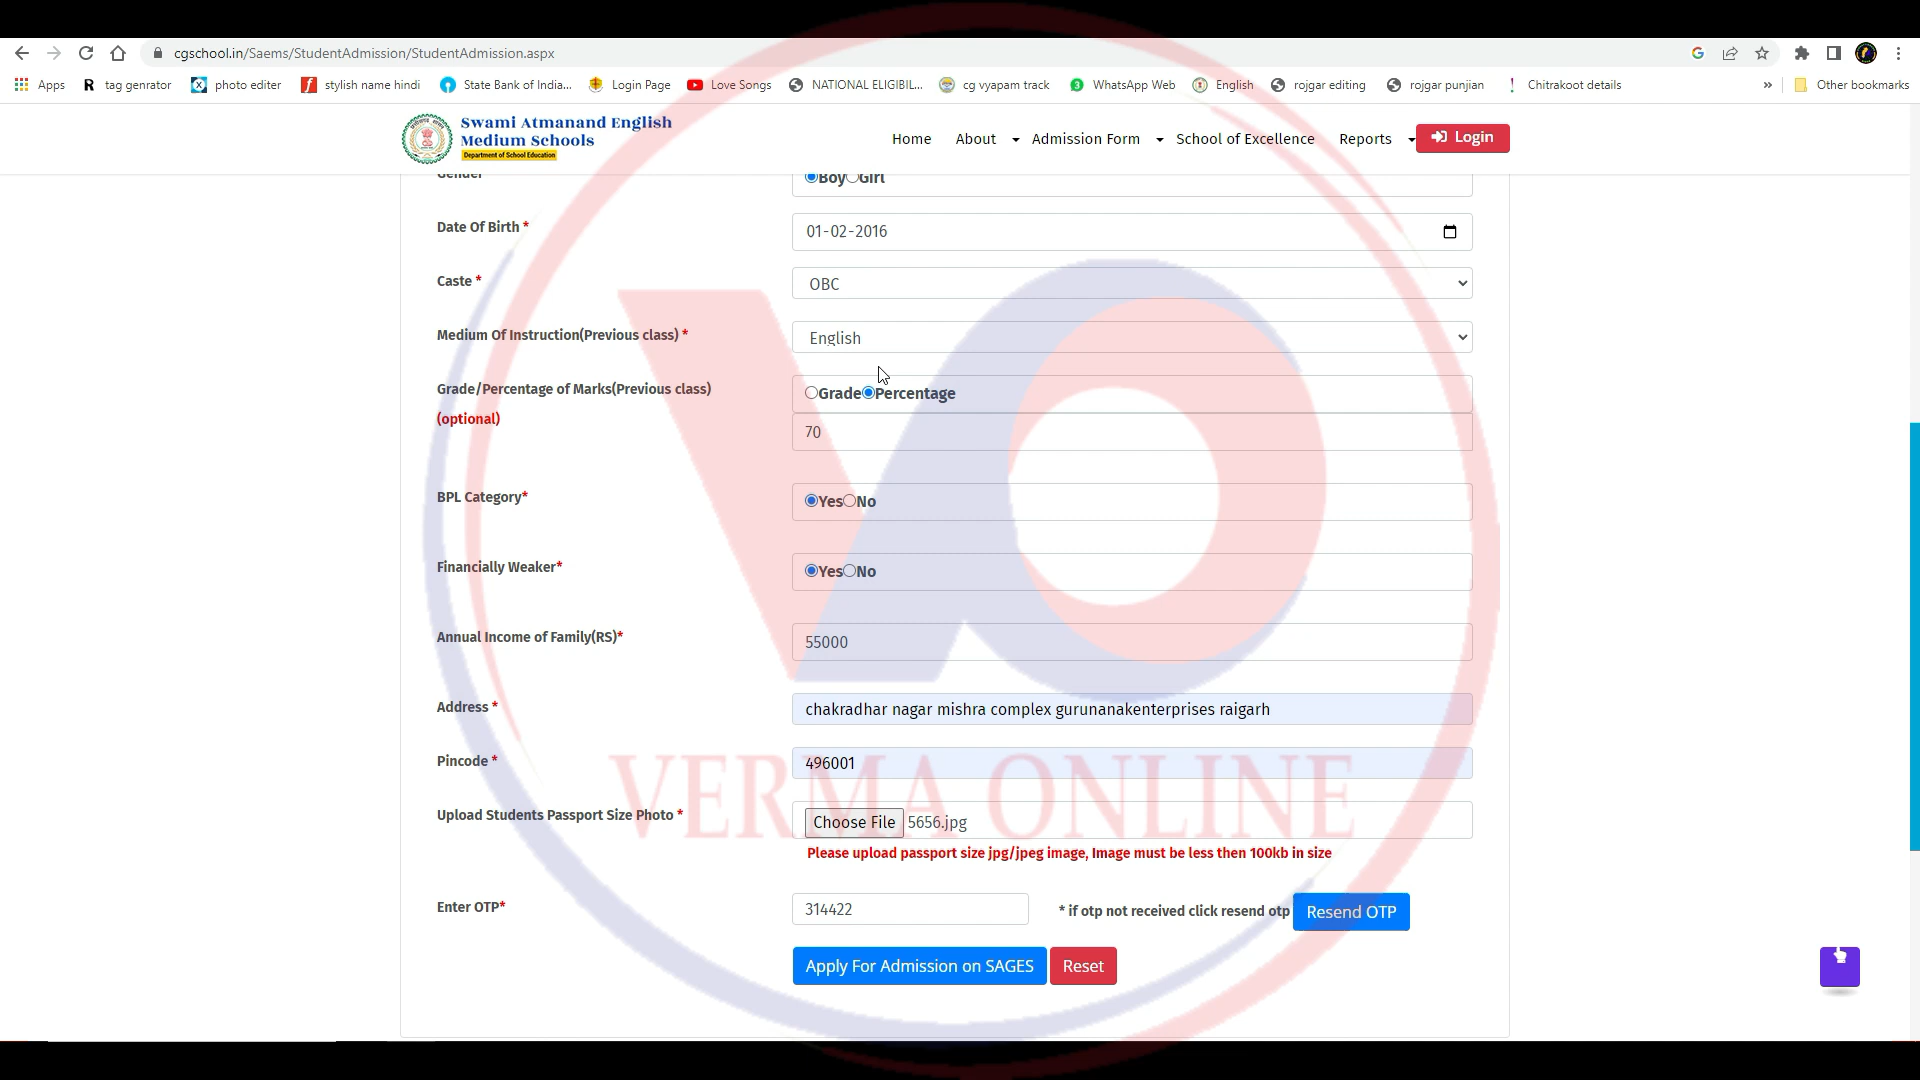 cgschool.in/Saems/StudentAdmission/StudentAdmission.aspx
Apps
tag genrator
photo editer
stylish name hindi
State Bank of India...
Login Page
Love Songs
NATIONAL ELIGIBIL...
cg vyapam track
WhatsApp Web
English
rojgar editing
rojgar punjian
Chitrakoot details
»
Other bookmarks
Swami Atmanand English
Medium Schools
Department of School Education
Home
About
Admission Form
School of Excellence
Reports
Login
Gender
Boy Girl
Date Of Birth *
01-02-2016
Caste *
OBC
Medium Of Instruction(Previous class) *
English
Grade/Percentage of Marks(Previous class)
(optional)
Grade Percentage
70
BPL Category*
Yes No
Financially Weaker*
Yes No
Annual Income of Family(RS)*
55000
Address *
chakradhar nagar mishra complex gurunanakenterprises raigarh
Pincode *
496001
VERMA ONLINE
Upload Students Passport Size Photo *
Choose File 5656.jpg
Please upload passport size jpg/jpeg image, Image must be less then 100kb in size
Enter OTP*
314422
* if otp not received click resend otp
Resend OTP
Apply For Admission on SAGES
Reset